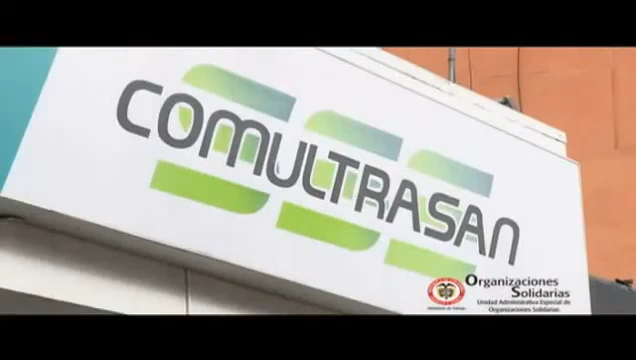 COMULTRASAN
Organizaciones
Solidarias
Unidad Administrativa Especial de
Organizaciones Solidarias